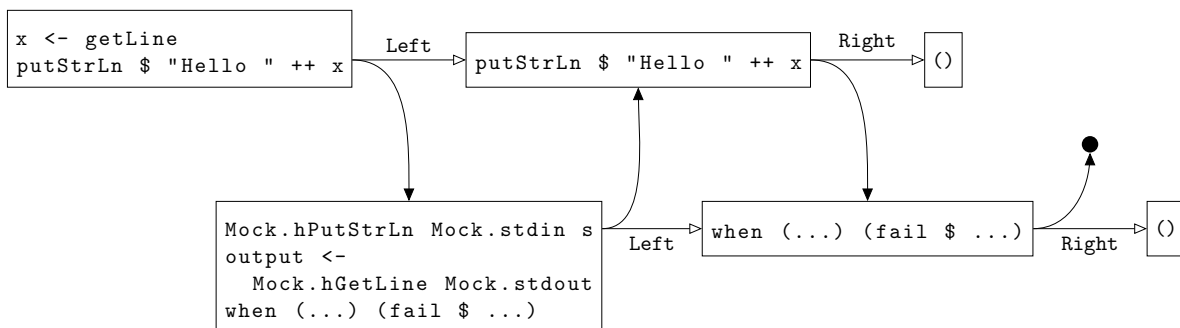 x <- getLine
putStrLn $ "Hello " ++ x
Left
putStrLn $ "Hello " ++ x
Right
()
Mock.hPutStrLn Mock.stdin s
output <-
  Mock.hGetLine Mock.stdout
when (...) (fail $ ...)
Left
when (...) (fail $ ...)
Right
()